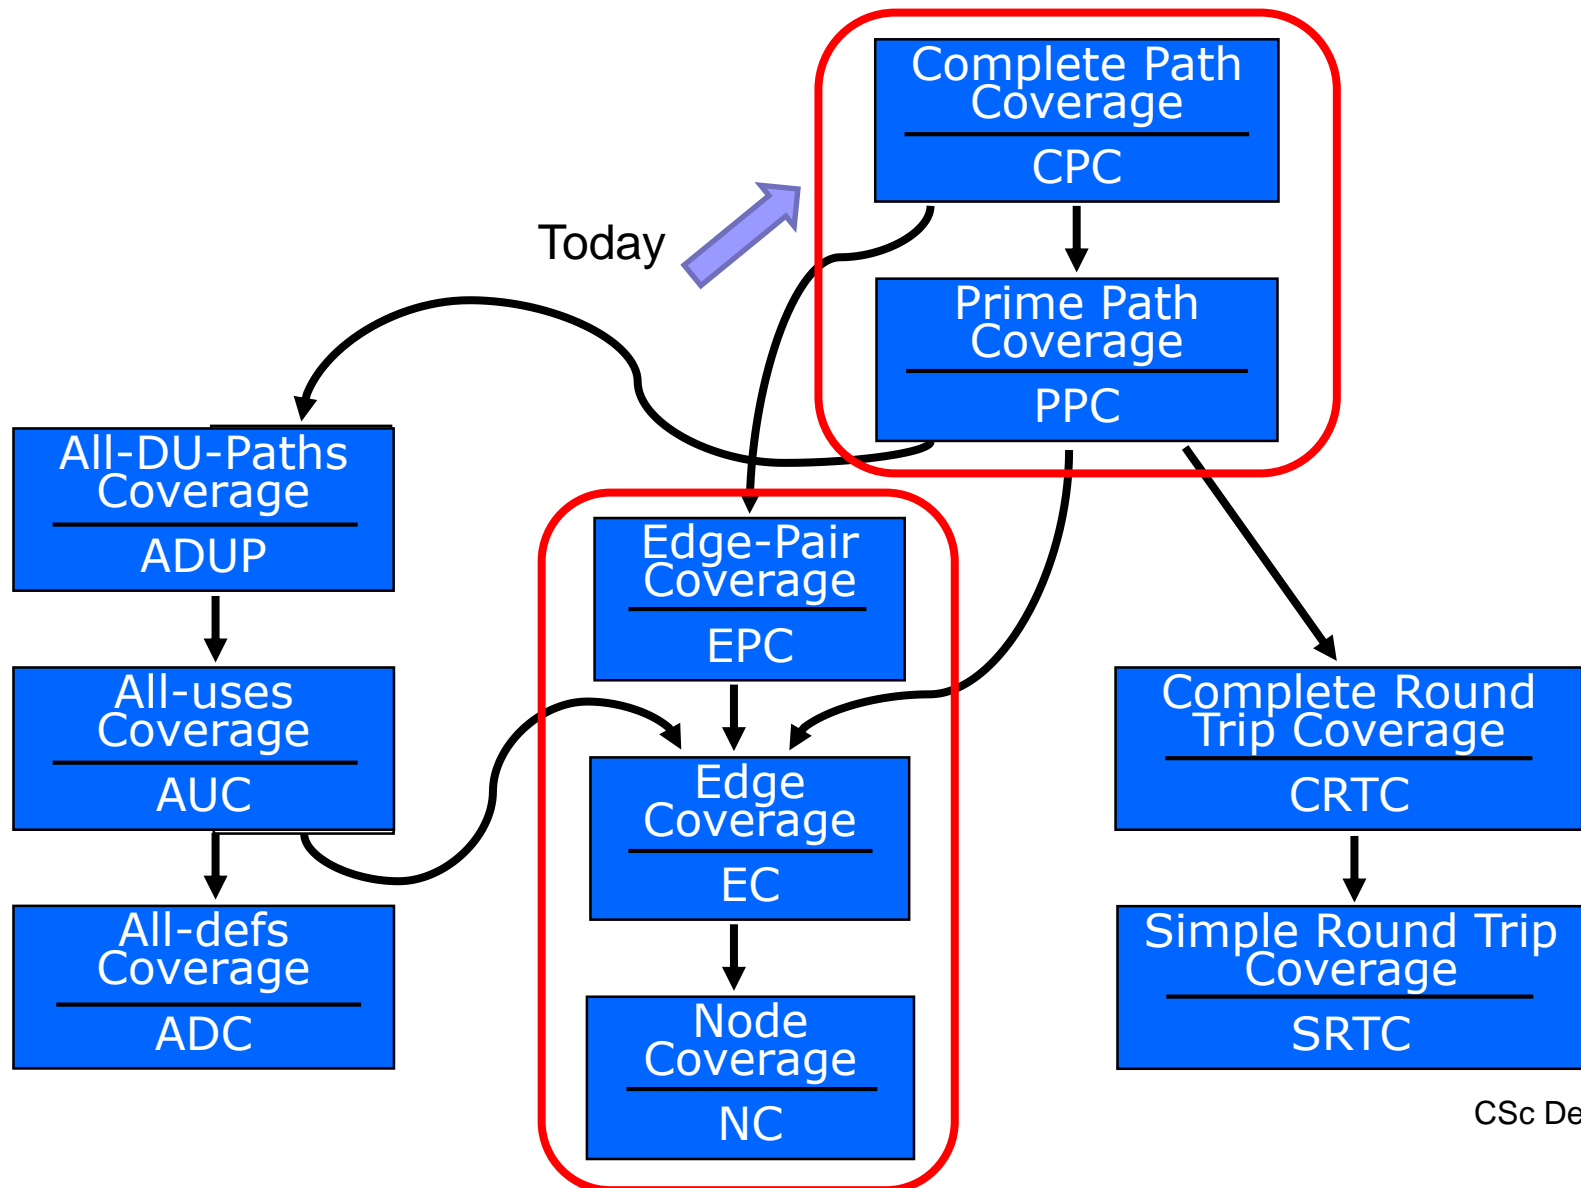 Complete Path
Coverage
CPC
Today
Prime Path
Coverage
PPC
All-DU-Paths
Coverage
ADUP
Edge-Pair
Coverage
EPC
All-uses
Coverage
AUC
Complete Round
Trip Coverage
CRTC
Edge
Coverage
EC
All-defs
Coverage
ADC
Simple Round Trip
Coverage
SRTC
Node
Coverage
NC
CSc De